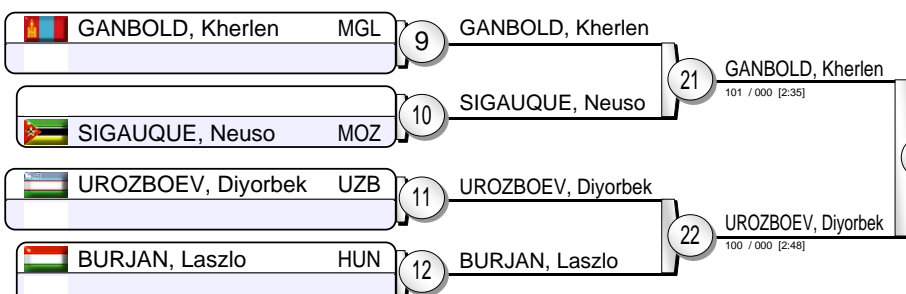 GANBOLD, Kherlen MGL
9
GANBOLD, Kherlen
21
GANBOLD, Kherlen
101 / 000 [2:35]
SIGAUQUE, Neuso MOZ
10
SIGAUQUE, Neuso
UROZBOEV, Diyorbek UZB
11
UROZBOEV, Diyorbek
22
UROZBOEV, Diyorbek
100 / 000 [2:48]
BURJAN, Laszlo HUN
12
BURJAN, Laszlo